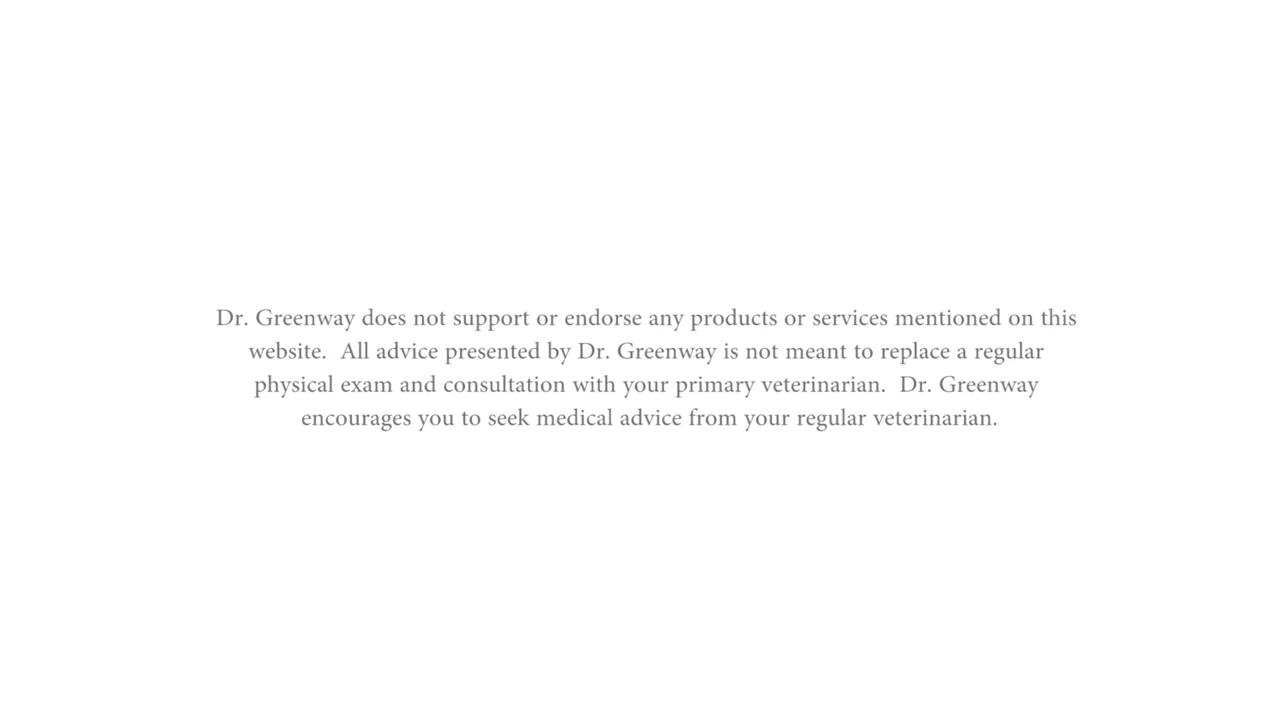 Dr. Greenway does not support or endorse any products or services mentioned on this
website.  All advice presented by Dr. Greenway is not meant to replace a regular
physical exam and consultation with your primary veterinarian.  Dr. Greenway
encourages you to seek medical advice from your regular veterinarian.